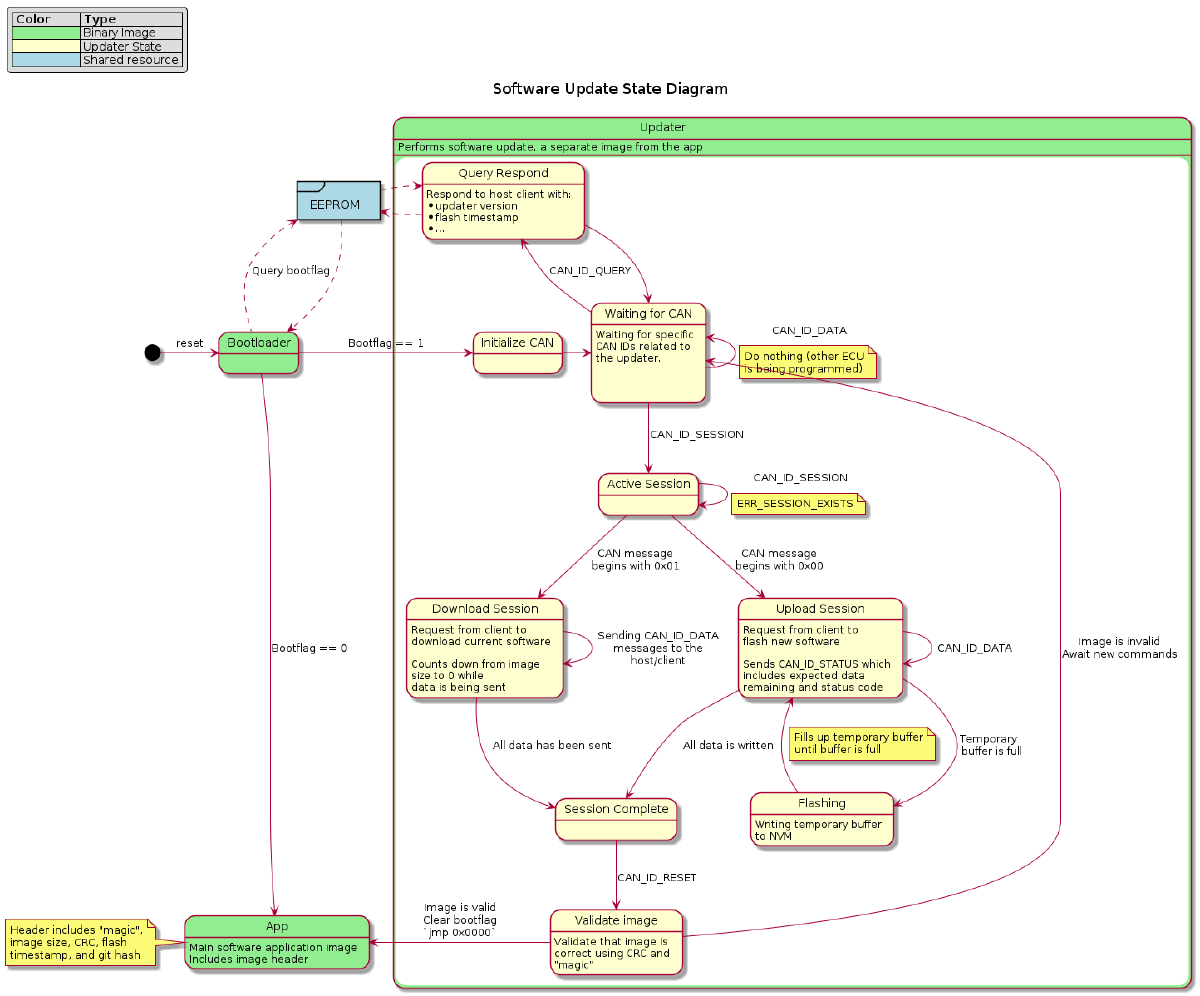 Color Type
Binary Image
Updater State
Shared resource
Software Update State Diagram
Updater
Performs software update, a separate image from the app
Query Respond
Respond to host client with:
• updater version
• flash timestamp
• ...
EEPROM
Query bootflag
CAN_ID_QUERY
Waiting for CAN
Waiting for specific
CAN IDs related to
the updater.
CAN_ID_DATA
Do nothing (other ECU
is being programmed)
reset
Bootloader
Bootflag == 1
Initialize CAN
CAN_ID_SESSION
Active Session
CAN_ID_SESSION
ERR_SESSION_EXISTS
CAN message
begins with 0x01
CAN message
begins with 0x00
Download Session
Request from client to
download current software
Counts down from image
size to 0 while
data is being sent
Sending CAN_ID_DATA
messages to the
host/client
Upload Session
Request from client to
flash new software
Sends CAN_ID_STATUS which
includes expected data
remaining and status code
CAN_ID_DATA
Bootflag == 0
Image is invalid
Await new commands
All data has been sent
All data is written
Fills up temporary buffer
until buffer is full
Temporary
buffer is full
Session Complete
Flashing
Writing temporary buffer
to NVM
CAN_ID_RESET
Image is valid
Clear bootflag
`jmp 0x0000`
Validate image
Validate that image is
correct using CRC and
"magic"
Header includes "magic",
image size, CRC, flash
timestamp, and git hash
App
Main software application image
Includes image header